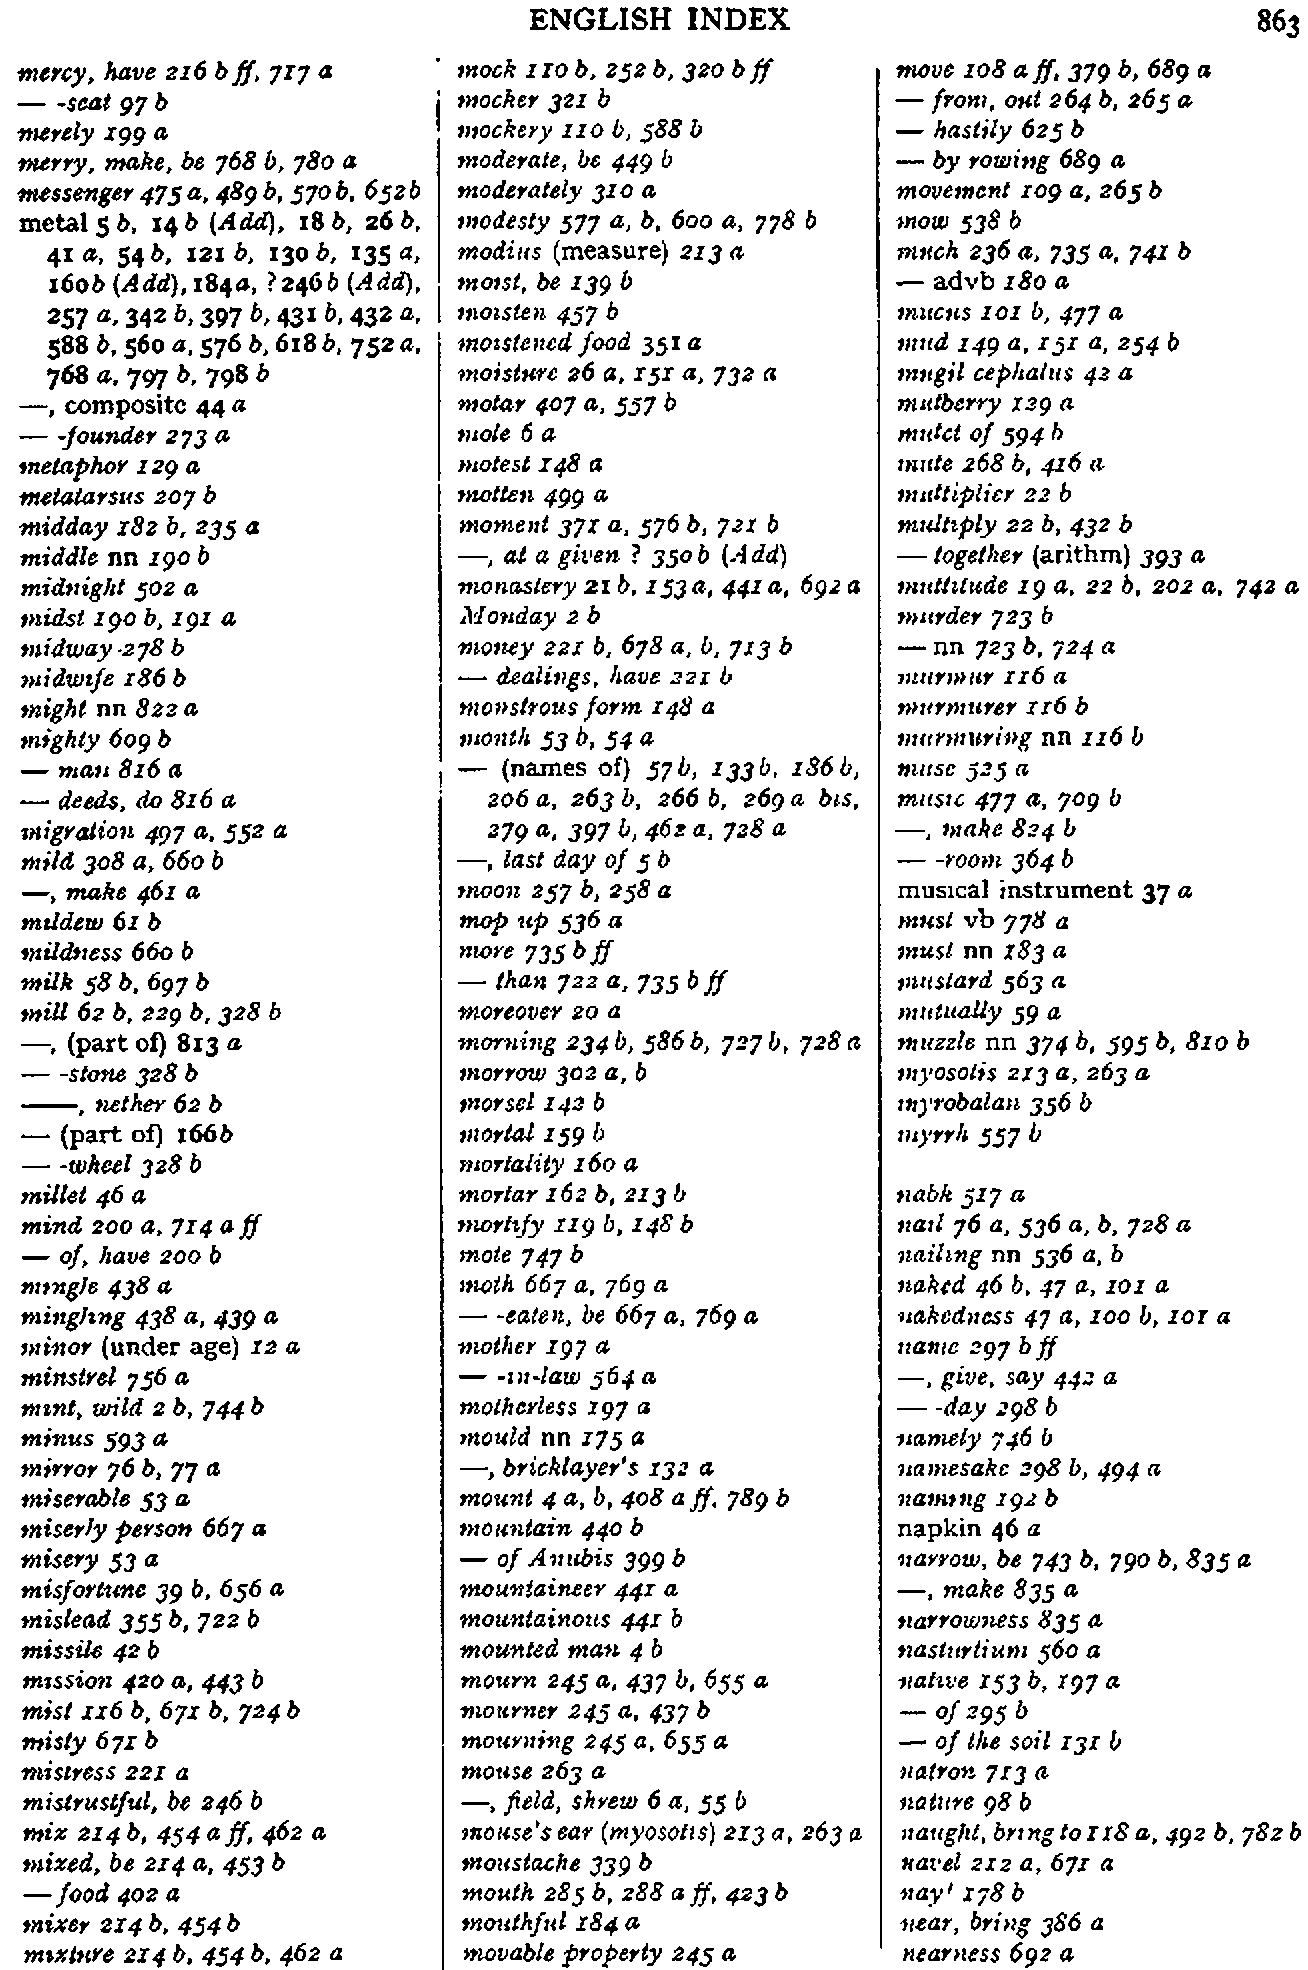 ENGLISH INDEX
863
mercy, have 216 b ff, 717 a
— -seat 97 b
merely 199 a
merry, make, be 768 b, 780 a
messenger 475 a, 489 b, 570 b, 652 b
metal 5 b, 14 b (Add), 18 b, 26 b,
41 a, 54 b, 121 b, 130 b, 135 a,
160 b (Add), 184 a, ? 246 b (Add),
257 a, 342 b, 397 b, 431 b, 432 a,
588 b, 560 a, 576 b, 618 b, 752 a,
768 a, 797 b, 798 b
—, composite 44 a
— -founder 273 a
metaphor 129 a
metatarsus 207 b
midday 182 b, 235 a
middle nn 190 b
midnight 502 a
midst 190 b, 191 a
midway 278 b
midwife 186 b
might nn 822 a
mighty 609 b
— man 816 a
— deeds, do 816 a
migration 497 a, 552 a
mild 308 a, 660 b
—, make 461 a
mildew 61 b
mildness 660 b
milk 58 b, 697 b
mill 62 b, 229 b, 328 b
—, (part of) 813 a
— -stone 328 b
——, nether 62 b
— (part of) 166 b
— -wheel 328 b
millet 46 a
mind 200 a, 714 a ff
— of, have 200 b
mingle 438 a
mingling 438 a, 439 a
minor (under age) 12 a
minstrel 756 a
mint, wild 2 b, 744 b
minus 593 a
mirror 76 b, 77 a
miserable 53 a
miserly person 667 a
misery 53 a
misfortune 39 b, 656 a
mislead 355 b, 722 b
missile 42 b
mission 420 a, 443 b
mist 116 b, 671 b, 724 b
misty 671 b
mistress 221 a
mistrustful, be 246 b
mix 214 b, 454 a ff, 462 a
mixed, be 214 a, 453 b
— food 402 a
mixer 214 b, 454 b
mixture 214 b, 454 b, 462 a
mock 110 b, 252 b, 320 b ff
mocker 321 b
mockery 110 b, 588 b
moderate, be 449 b
moderately 310 a
modesty 577 a, b, 600 a, 778 b
modius (measure) 213 a
moist, be 139 b
moisten 457 b
moistened food 351 a
moisture 26 a, 151 a, 732 a
molar 407 a, 557 b
mole 6 a
molest 148 a
molten 499 a
moment 371 a, 576 b, 721 b
—, at a given ? 350 b (Add)
monastery 21 b, 153 a, 441 a, 692 a
Monday 2 b
money 221 b, 678 a, b, 713 b
— dealings, have 221 b
monstrous form 148 a
month 53 b, 54 a
— (names of) 57 b, 133 b, 186 b,
206 a, 263 b, 266 b, 269 a bis,
279 a, 397 b, 462 a, 728 a
—, last day of 5 b
moon 257 b, 258 a
mop up 536 a
more 735 b ff
— than 722 a, 735 b ff
moreover 20 a
morning 234 b, 586 b, 727 b, 728 a
morrow 302 a, b
morsel 142 b
mortal 159 b
mortality 160 a
mortar 162 b, 213 b
mortify 119 b, 148 b
mote 747 b
moth 667 a, 769 a
— -eaten, be 667 a, 769 a
mother 197 a
— -in-law 564 a
motherless 197 a
mould nn 175 a
—, bricklayer's 132 a
mount 4 a, b, 408 a ff, 789 b
mountain 440 b
— of Anubis 399 b
mountaineer 441 a
mountainous 441 b
mounted man 4 b
mourn 245 a, 437 b, 655 a
mourner 245 a, 437 b
mourning 245 a, 655 a
mouse 263 a
—, field, shrew 6 a, 55 b
mouse's ear (myosotis) 213 a, 263 a
moustache 339 b
mouth 285 b, 288 a ff, 423 b
mouthful 184 a
movable property 245 a
move 108 a ff, 379 b, 689 a
— from, out 264 b, 265 a
— hastily 625 b
— by rowing 689 a
movement 109 a, 265 b
mow 538 b
much 236 a, 735 a, 741 b
— advb 180 a
mucus 101 b, 477 a
mud 149 a, 151 a, 254 b
mugil cephalus 42 a
mulberry 129 a
mulct of 594 b
mute 268 b, 416 a
multiplier 22 b
multiply 22 b, 432 b
— together (arithm) 393 a
multitude 19 a, 22 b, 202 a, 742 a
murder 723 b
— nn 723 b, 724 a
murmur 116 a
murmurer 116 b
murmuring nn 116 b
muse 525 a
music 477 a, 709 b
—, make 824 b
— -room 364 b
musical instrument 37 a
must vb 778 a
must nn 183 a
mustard 563 a
mutually 59 a
muzzle nn 374 b, 595 b, 810 b
myosotis 213 a, 263 a
myrobalan 356 b
myrrh 557 b
nabk 517 a
nail 76 a, 536 a, b, 728 a
nailing nn 536 a, b
naked 46 b, 47 a, 101 a
nakedness 47 a, 100 b, 101 a
name 297 b ff
—, give, say 442 a
— -day 298 b
namely 746 b
namesake 298 b, 494 a
naming 192 b
napkin 46 a
narrow, be 743 b, 790 b, 835 a
—, make 835 a
narrowness 835 a
nasturtium 560 a
native 153 b, 197 a
— of 295 b
— of the soil 131 b
natron 713 a
nature 98 b
naught, bring to 118 a, 492 b, 782 b
navel 212 a, 671 a
nay! 178 b
near, bring 386 a
nearness 692 a